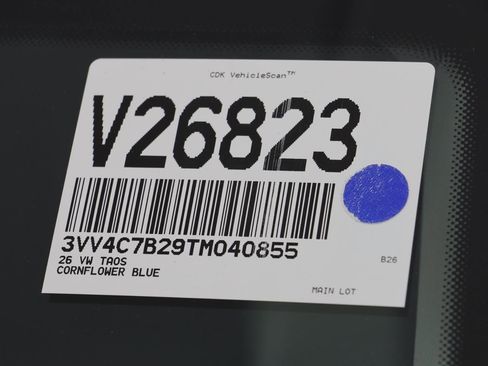 CDK VehicleScan™
V26823
3VV4C7B29TM040855
26 VW TAOS
CORNFLOWER BLUE
B26
MAIN LOT